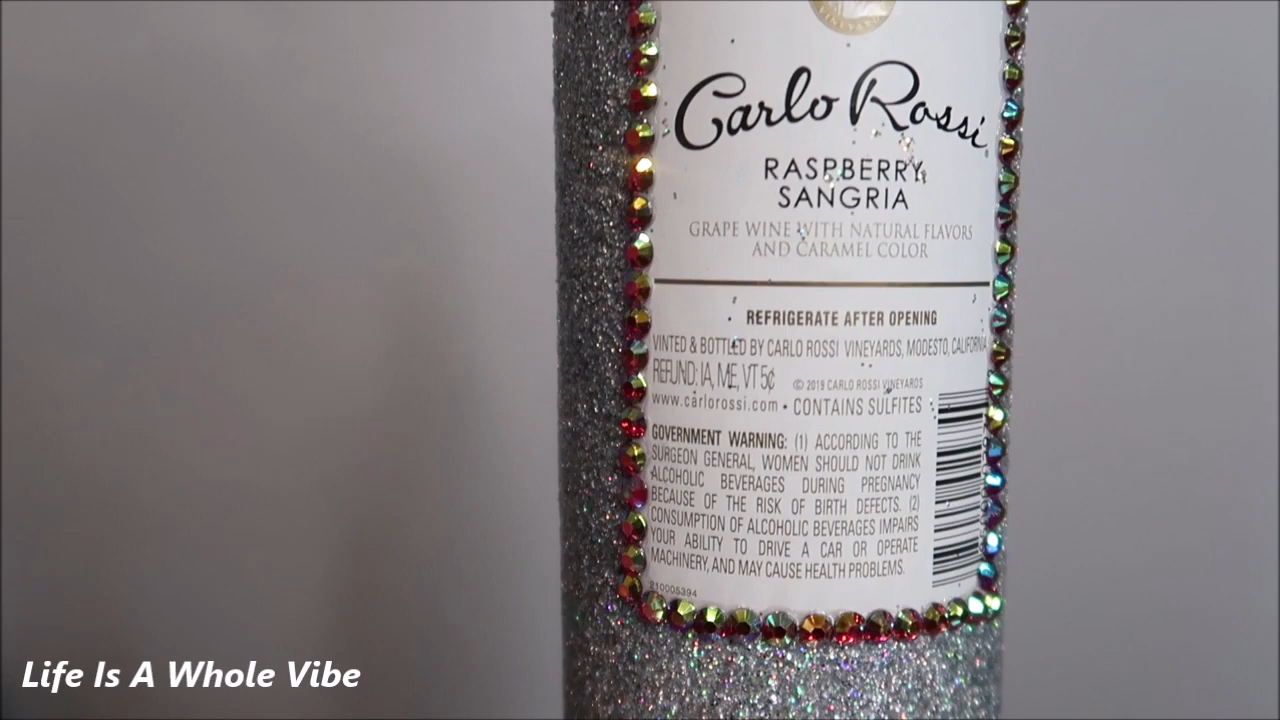 VINEYARD
Carlo Rossi
RASPBERRY
SANGRIA
GRAPE WINE WITH NATURAL FLAVORS
AND CARAMEL COLOR
REFRIGERATE AFTER OPENING
VINTED & BOTTLED BY CARLO ROSSI VINEYARDS, MODESTO, CALIFORNIA
REFUND: IA, ME, VT 5¢ © 2019 CARLO ROSSI VINEYARDS
www.carlorossi.com • CONTAINS SULFITES
GOVERNMENT WARNING: (1) ACCORDING TO THE
SURGEON GENERAL, WOMEN SHOULD NOT DRINK
ALCOHOLIC BEVERAGES DURING PREGNANCY
BECAUSE OF THE RISK OF BIRTH DEFECTS. (2)
CONSUMPTION OF ALCOHOLIC BEVERAGES IMPAIRS
YOUR ABILITY TO DRIVE A CAR OR OPERATE
MACHINERY, AND MAY CAUSE HEALTH PROBLEMS.
210005394
Life Is A Whole Vibe